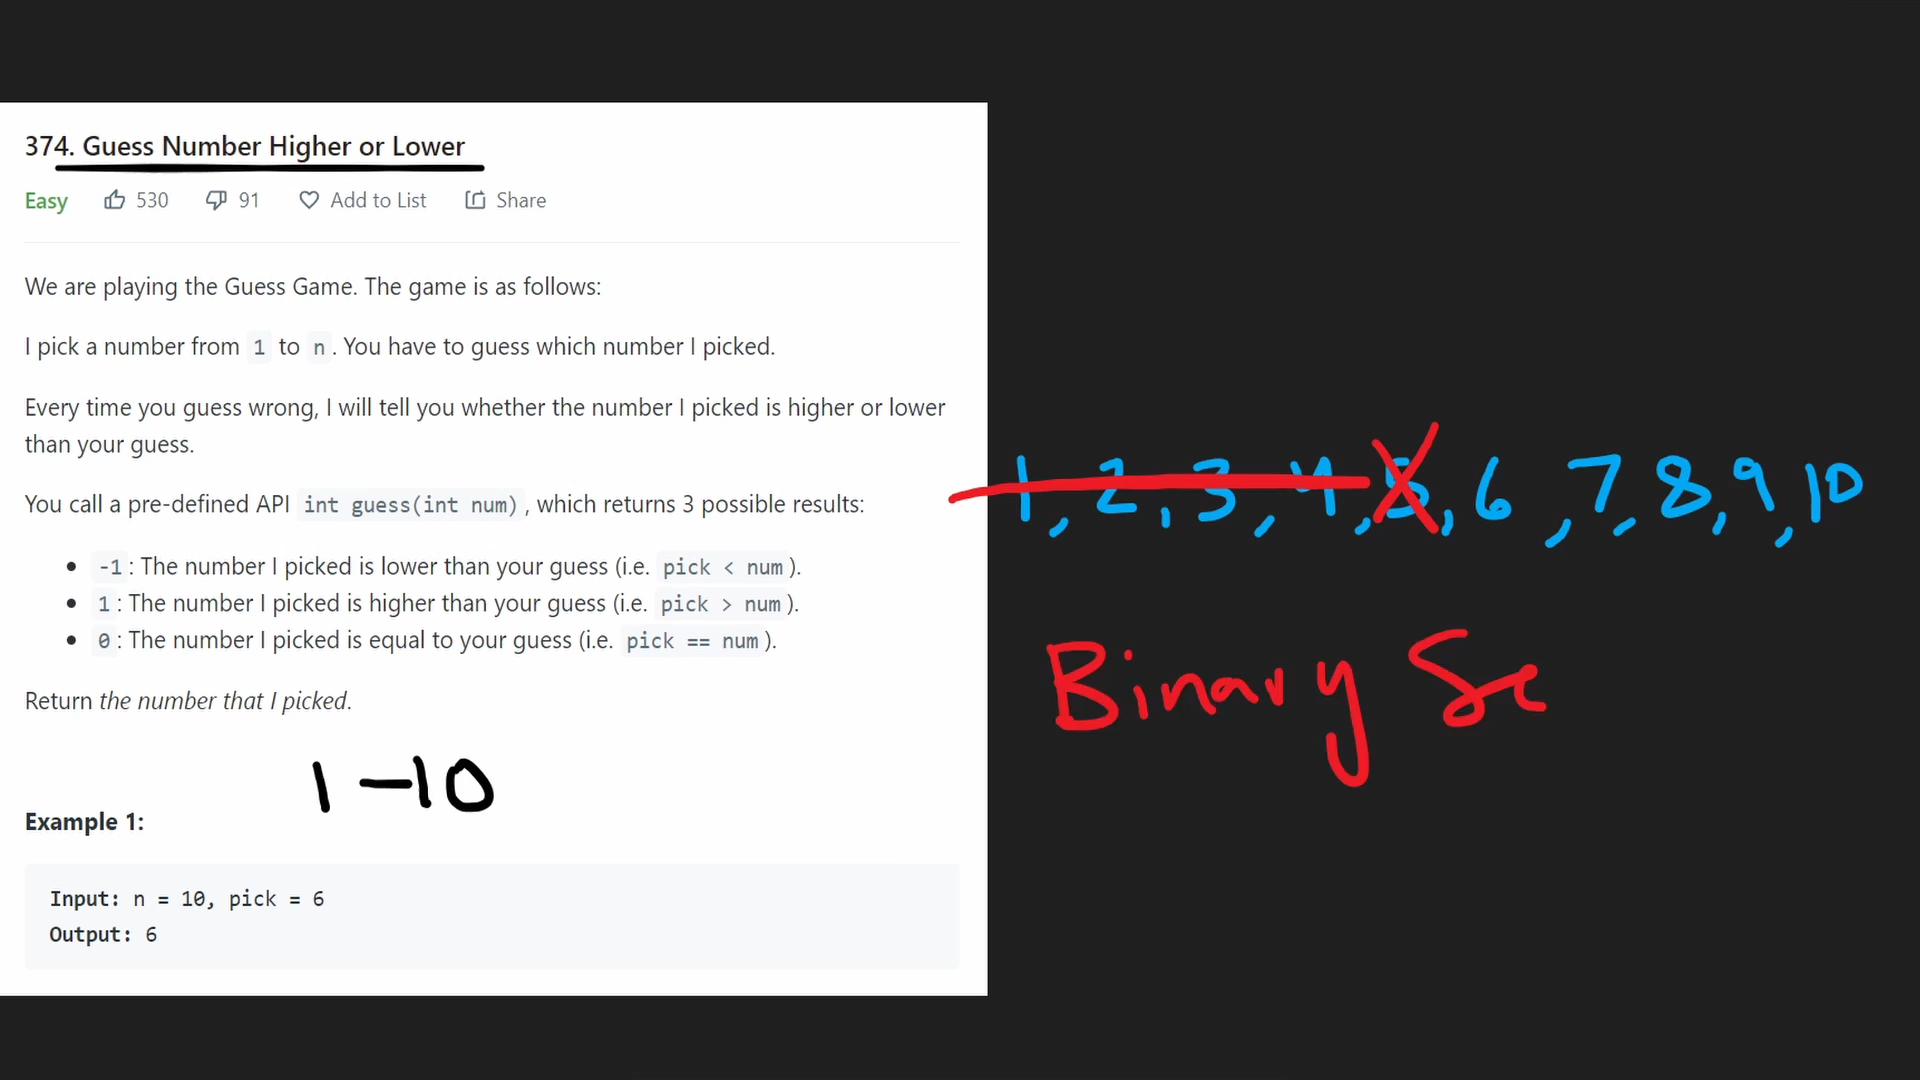 374. Guess Number Higher or Lower
Easy 530 91 Add to List Share
We are playing the Guess Game. The game is as follows:
I pick a number from 1 to n. You have to guess which number I picked.
Every time you guess wrong, I will tell you whether the number I picked is higher or lower
than your guess.
You call a pre-defined API int guess(int num), which returns 3 possible results:
• -1: The number I picked is lower than your guess (i.e. pick < num).
• 1: The number I picked is higher than your guess (i.e. pick > num).
• 0: The number I picked is equal to your guess (i.e. pick == num).
Return the number that I picked.
1-10
Example 1:
Input: n = 10, pick = 6
Output: 6
1, 2, 3, 4, 5, 6, 7, 8, 9, 10
Binary Se